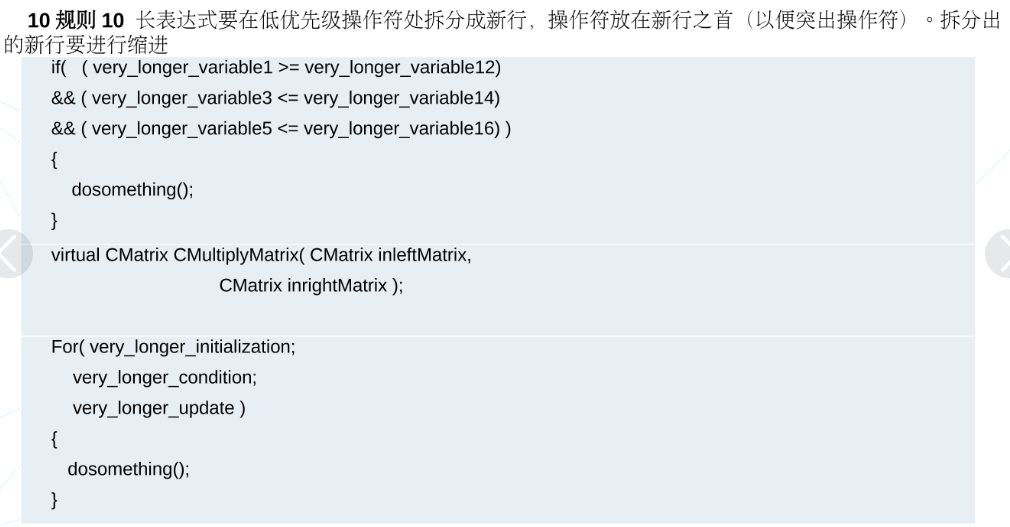 10 规则 10 长表达式要在低优先级操作符处拆分成新行，操作符放在新行之首（以便突出操作符）。拆分出
的新行要进行缩进
if( ( very_longer_variable1 >= very_longer_variable12)
&& ( very_longer_variable3 <= very_longer_variable14)
&& ( very_longer_variable5 <= very_longer_variable16) )
{
dosomething();
}
virtual CMatrix CMultiplyMatrix( CMatrix inleftMatrix,
CMatrix inrightMatrix );
For( very_longer_initialization;
very_longer_condition;
very_longer_update )
{
dosomething();
}